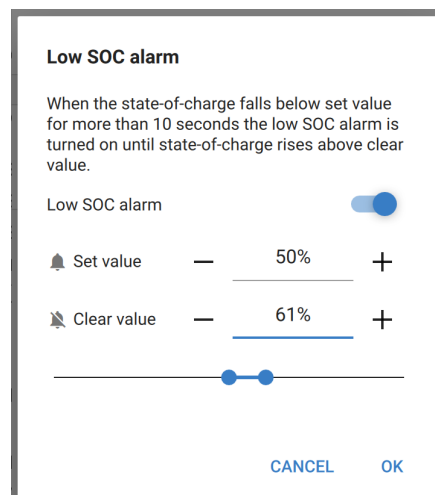 Low SOC alarm
When the state-of-charge falls below set value
for more than 10 seconds the low SOC alarm is
turned on until state-of-charge rises above clear
value.
Low SOC alarm
Set value — 50% +
Clear value — 61% +
CANCEL OK